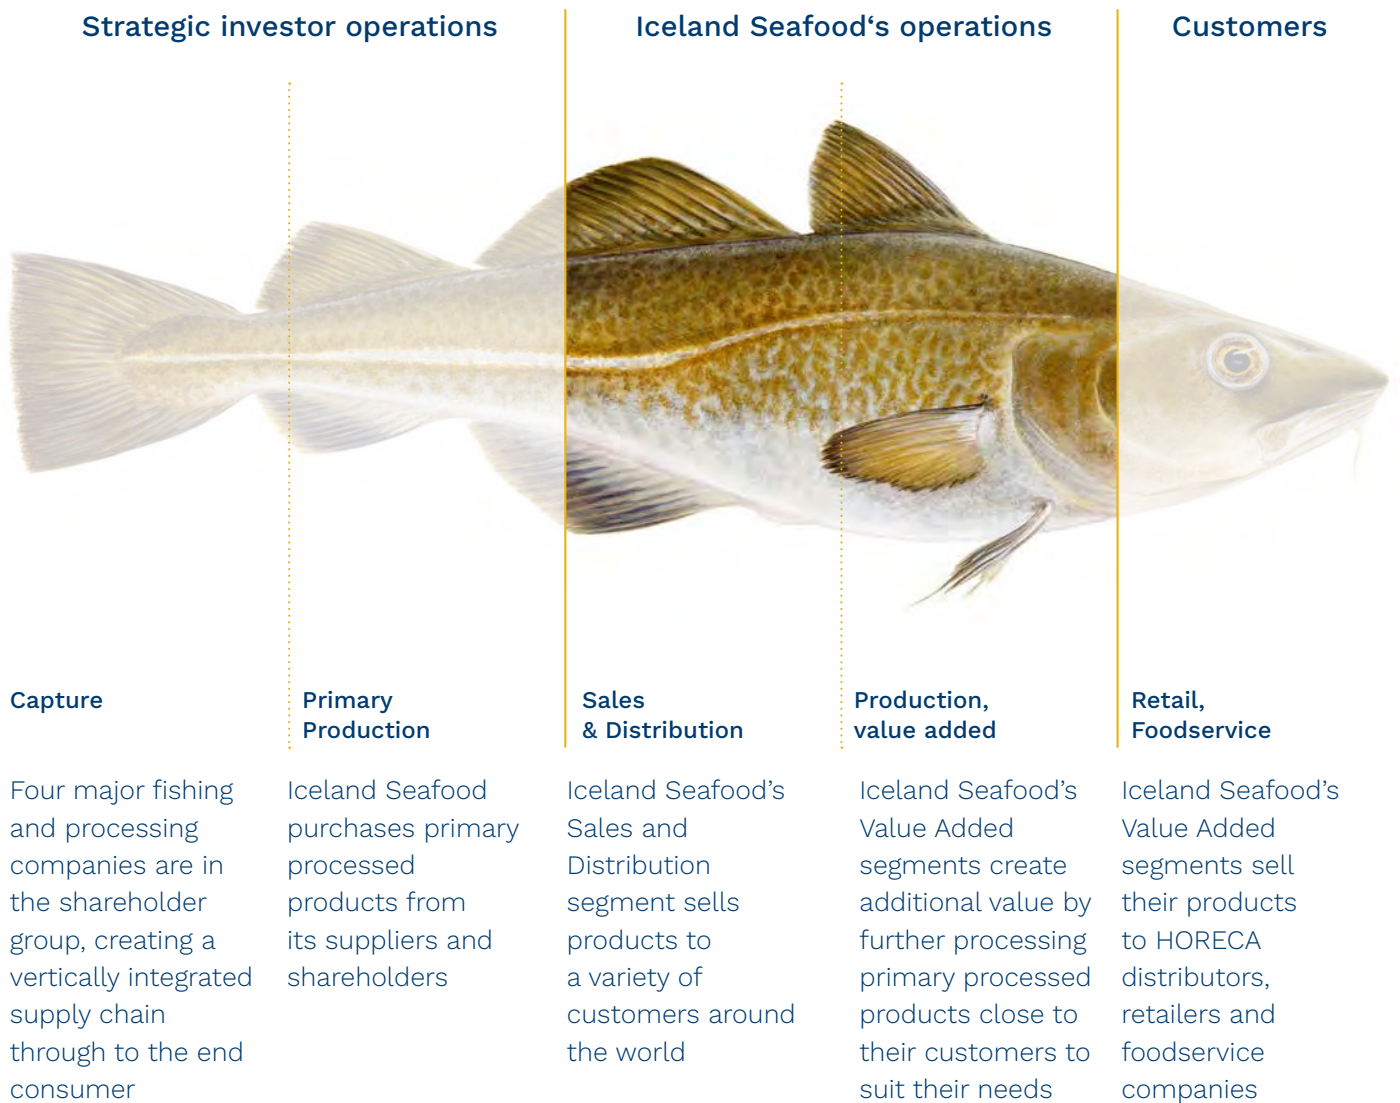 Strategic investor operations
Iceland Seafood‘s operations
Customers
Capture
Primary
Production
Sales
& Distribution
Production,
value added
Retail,
Foodservice
Four major fishing
and processing
companies are in
the shareholder
group, creating a
vertically integrated
supply chain
through to the end
consumer
Iceland Seafood
purchases primary
processed
products from
its suppliers and
shareholders
Iceland Seafood’s
Sales and
Distribution
segment sells
products to
a variety of
customers around
the world
Iceland Seafood’s
Value Added
segments create
additional value by
further processing
primary processed
products close to
their customers to
suit their needs
Iceland Seafood’s
Value Added
segments sell
their products
to HORECA
distributors,
retailers and
foodservice
companies